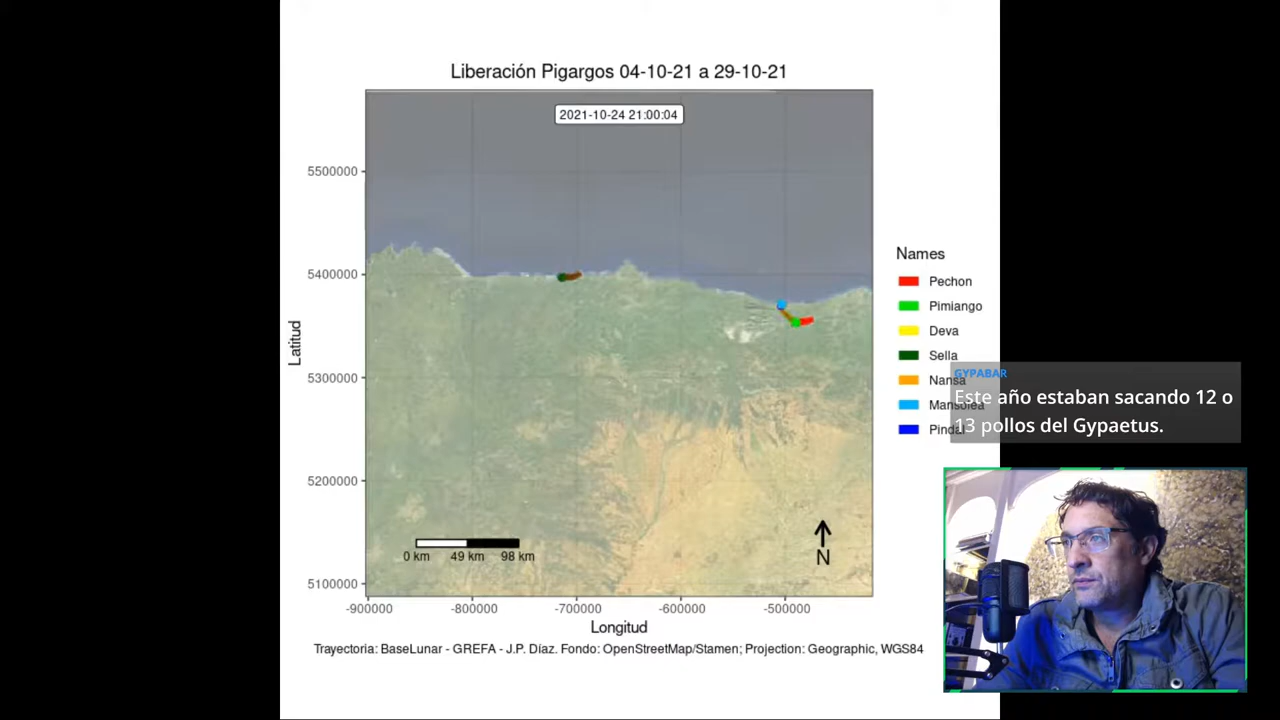 Liberación Pigargos 04-10-21 a 29-10-21
2021-10-24 21:00:04
5500000
5400000
5300000
5200000
5100000
Latitud
-900000
-800000
-700000
-600000
-500000
Longitud
0 km
49 km
98 km
N
Names
Pechon
Pimiango
Deva
Sella
Nansa
Mansolea
Pindal
GYPABAR
Este año estaban sacando 12 o
13 pollos del Gypaetus.
Trayectoria: BaseLunar - GREFA - J.P. Díaz. Fondo: OpenStreetMap/Stamen; Projection: Geographic, WGS84